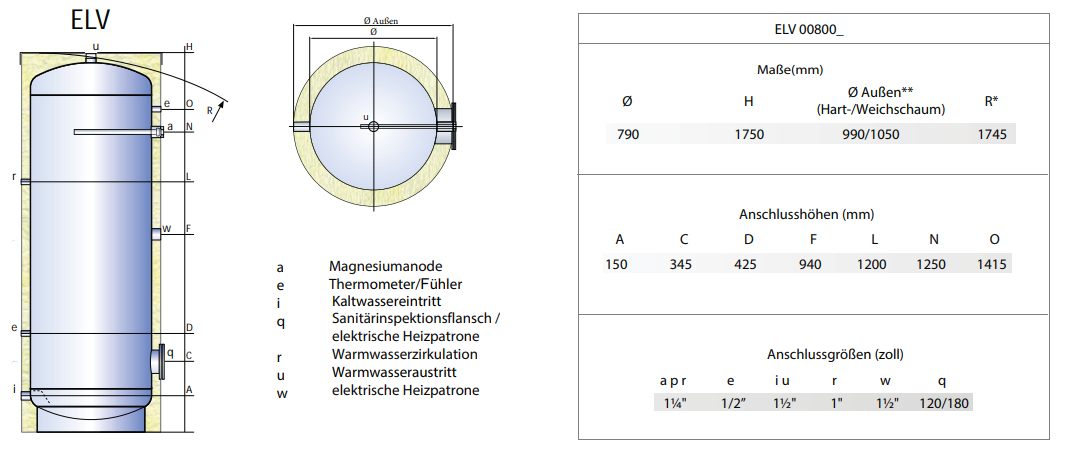 ELV
u
H
R
e
O
a
N
r
L
w
F
e
D
q
C
i
A
Ø Außen
Ø
u
a Magnesiumanode
e Thermometer/Fühler
i Kaltwassereintritt
q Sanitärinspektionsflansch /
elektrische Heizpatrone
r Warmwasserzirkulation
u Warmwasseraustritt
w elektrische Heizpatrone
ELV 00800_
Maße(mm)
Ø H Ø Außen** (Hart-/Weichschaum) R*
790 1750 990/1050 1745
Anschlusshöhen (mm)
A C D F L N O
150 345 425 940 1200 1250 1415
Anschlussgrößen (zoll)
a p r e i u r w q
1¼" 1/2” 1½" 1" 1½" 120/180